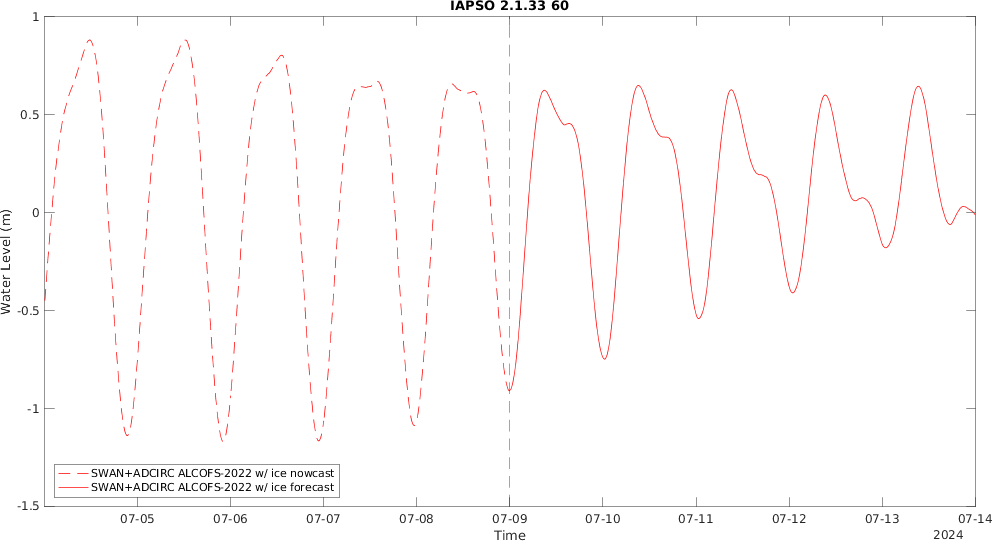 IAPSO 2.1.33 60
1
0.5
0
-0.5
-1
-1.5
Water Level (m)
SWAN+ADCIRC ALCOFS-2022 w/ ice nowcast
SWAN+ADCIRC ALCOFS-2022 w/ ice forecast
07-05 07-06 07-07 07-08 07-09 07-10 07-11 07-12 07-13 07-14
Time
2024